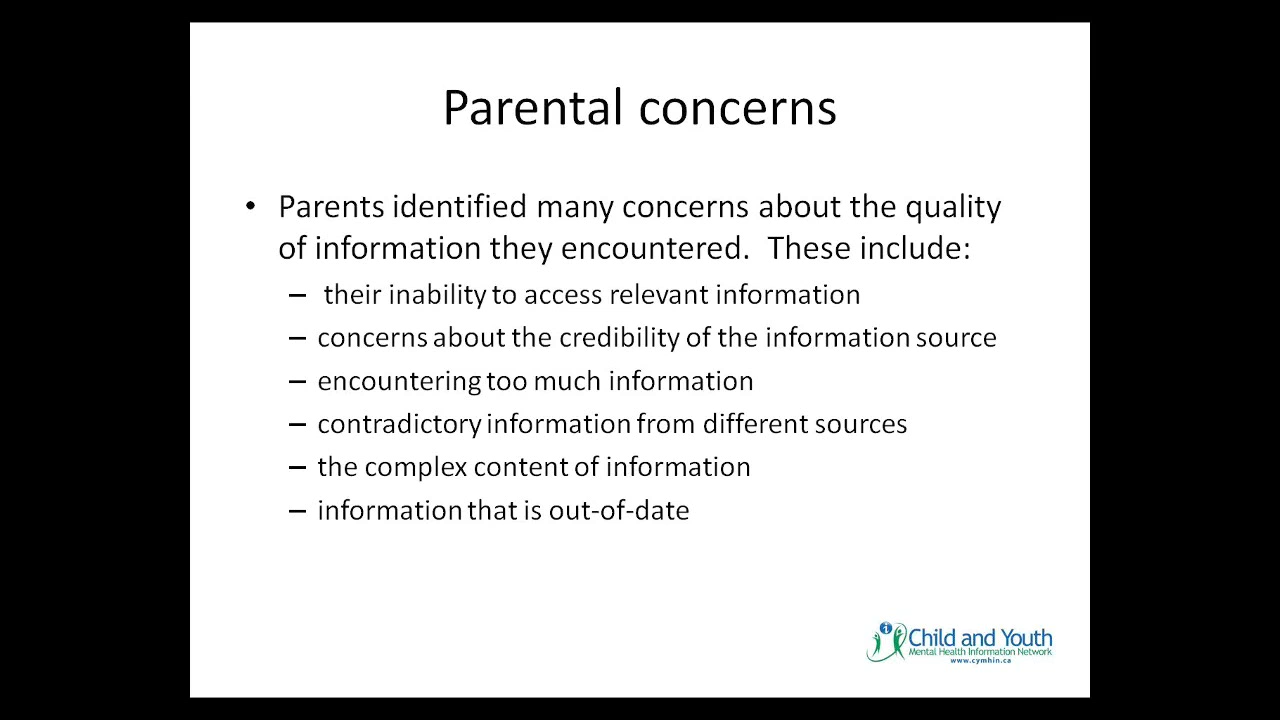 Parental concerns
• Parents identified many concerns about the quality
of information they encountered.  These include:
– their inability to access relevant information
– concerns about the credibility of the information source
– encountering too much information
– contradictory information from different sources
– the complex content of information
– information that is out-of-date
i
Child and Youth
Mental Health Information Network
www.cymhin.ca